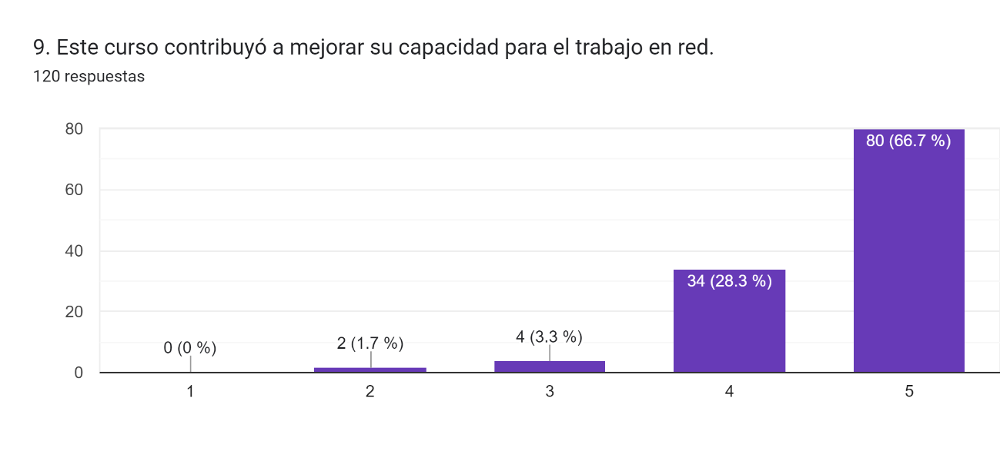 9. Este curso contribuyó a mejorar su capacidad para el trabajo en red.
120 respuestas
80
60
40
20
0
0 (0 %)
2 (1.7 %)
4 (3.3 %)
34 (28.3 %)
80 (66.7 %)
1
2
3
4
5